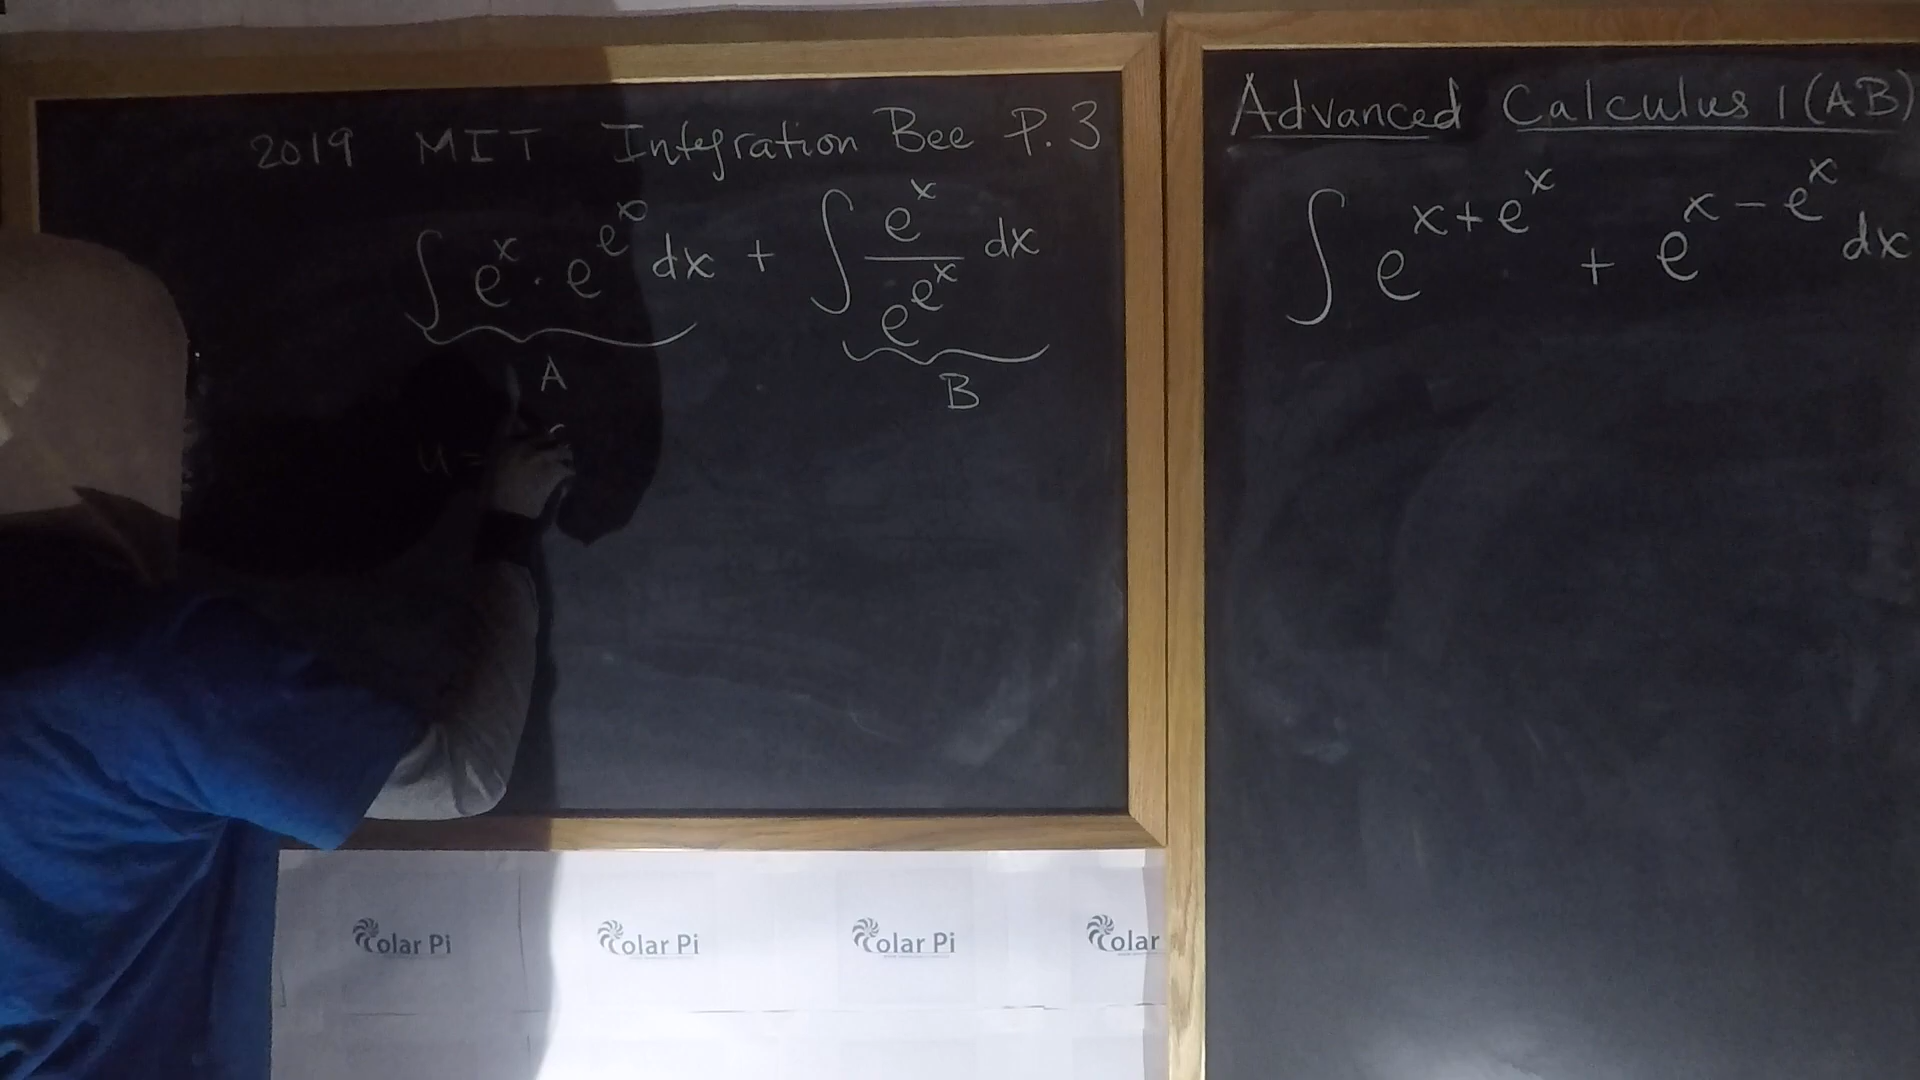 2019 MIT Integration Bee P. 3
∫ e^x · e^(e^x) dx + ∫ e^x / e^(e^x) dx
A
B
u =
Advanced Calculus 1 (AB)
∫ e^(x+e^x) + e^(x-e^x) dx
Colar Pi
Colar Pi
Colar Pi
Colar